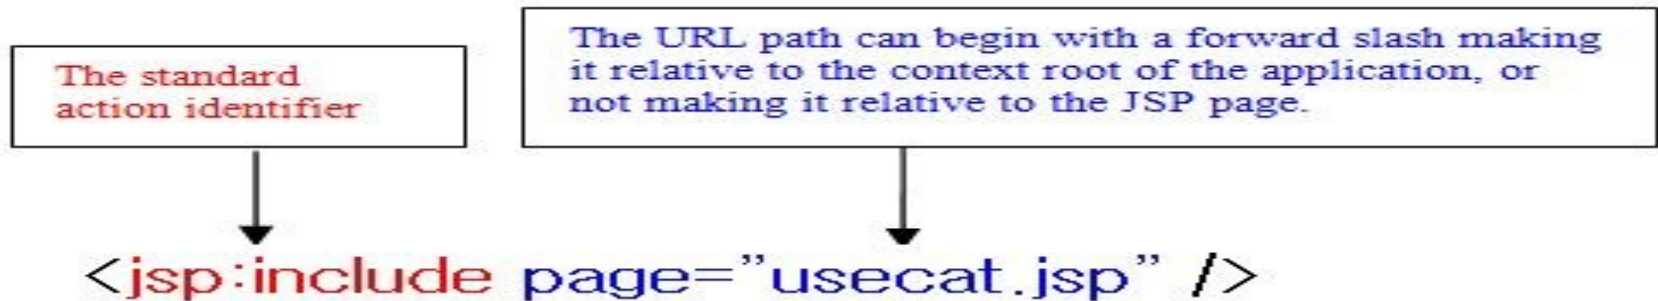 The standard
action identifier
The URL path can begin with a forward slash making
it relative to the context root of the application, or
not making it relative to the JSP page.
<jsp:include page=”usecat.jsp” />